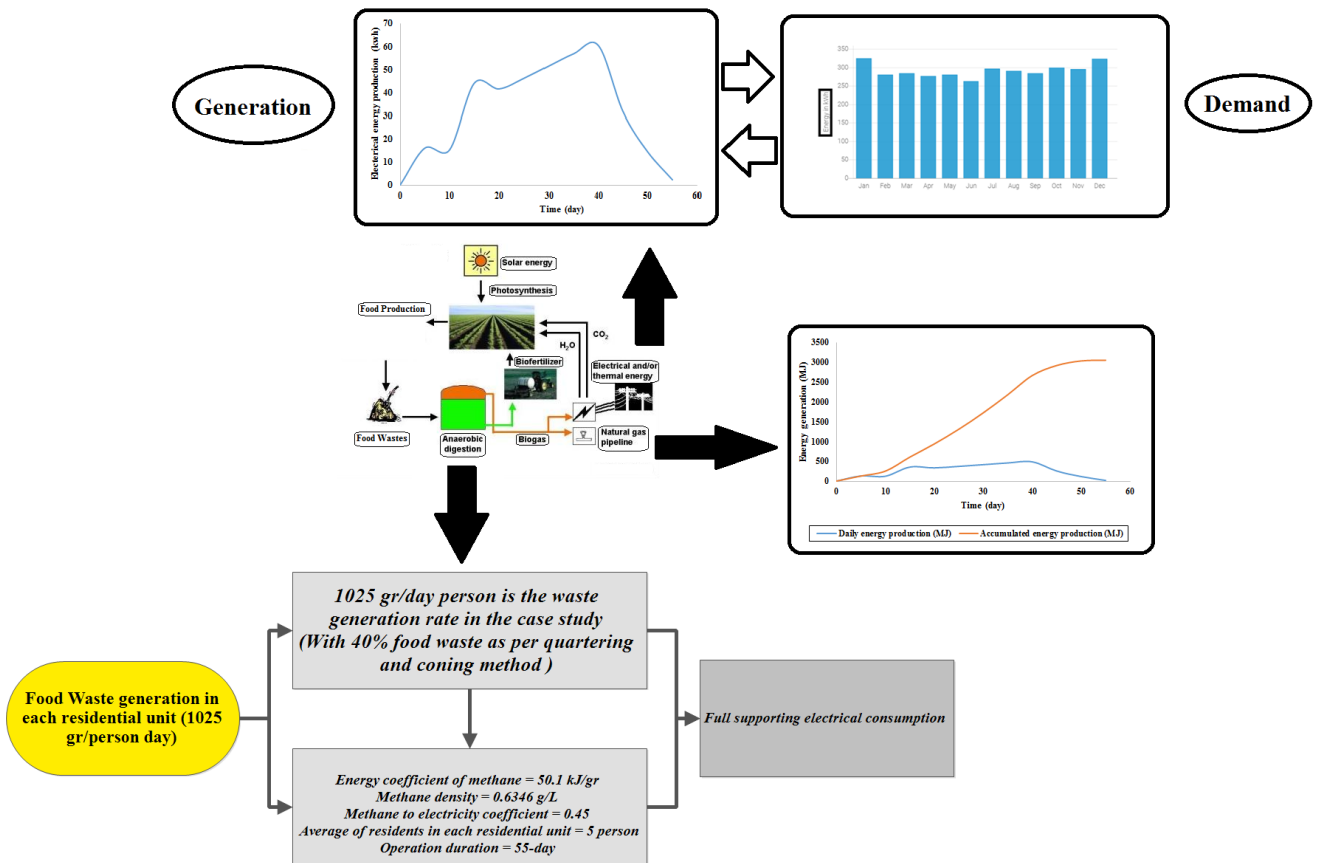 Generation
Electerical energy production (kwh)
70
60
50
40
30
20
10
0
0 10 20 30 40 50 60
Time (day)
Energy in kWh
350
300
250
200
150
100
50
0
Jan Feb Mar Apr May Jun Jul Aug Sep Oct Nov Dec
Demand
Solar energy
Photosynthesis
Food Production
CO2
H2O
Biofertilizer
Electrical and/or
thermal energy
Food Wastes
Anaerobic
digestion
Biogas
Natural gas
pipeline
Energy generation (MJ)
3500
3000
2500
2000
1500
1000
500
0
0 10 20 30 40 50 60
Time (day)
Daily energy production (MJ) Accumulated energy production (MJ)
Food Waste generation in
each residential unit (1025
gr/person day)
1025 gr/day person is the waste
generation rate in the case study
(With 40% food waste as per quartering
and coning method )
Energy coefficient of methane = 50.1 kJ/gr
Methane density = 0.6346 g/L
Methane to electricity coefficient = 0.45
Average of residents in each residential unit = 5 person
Operation duration = 55-day
Full supporting electrical consumption